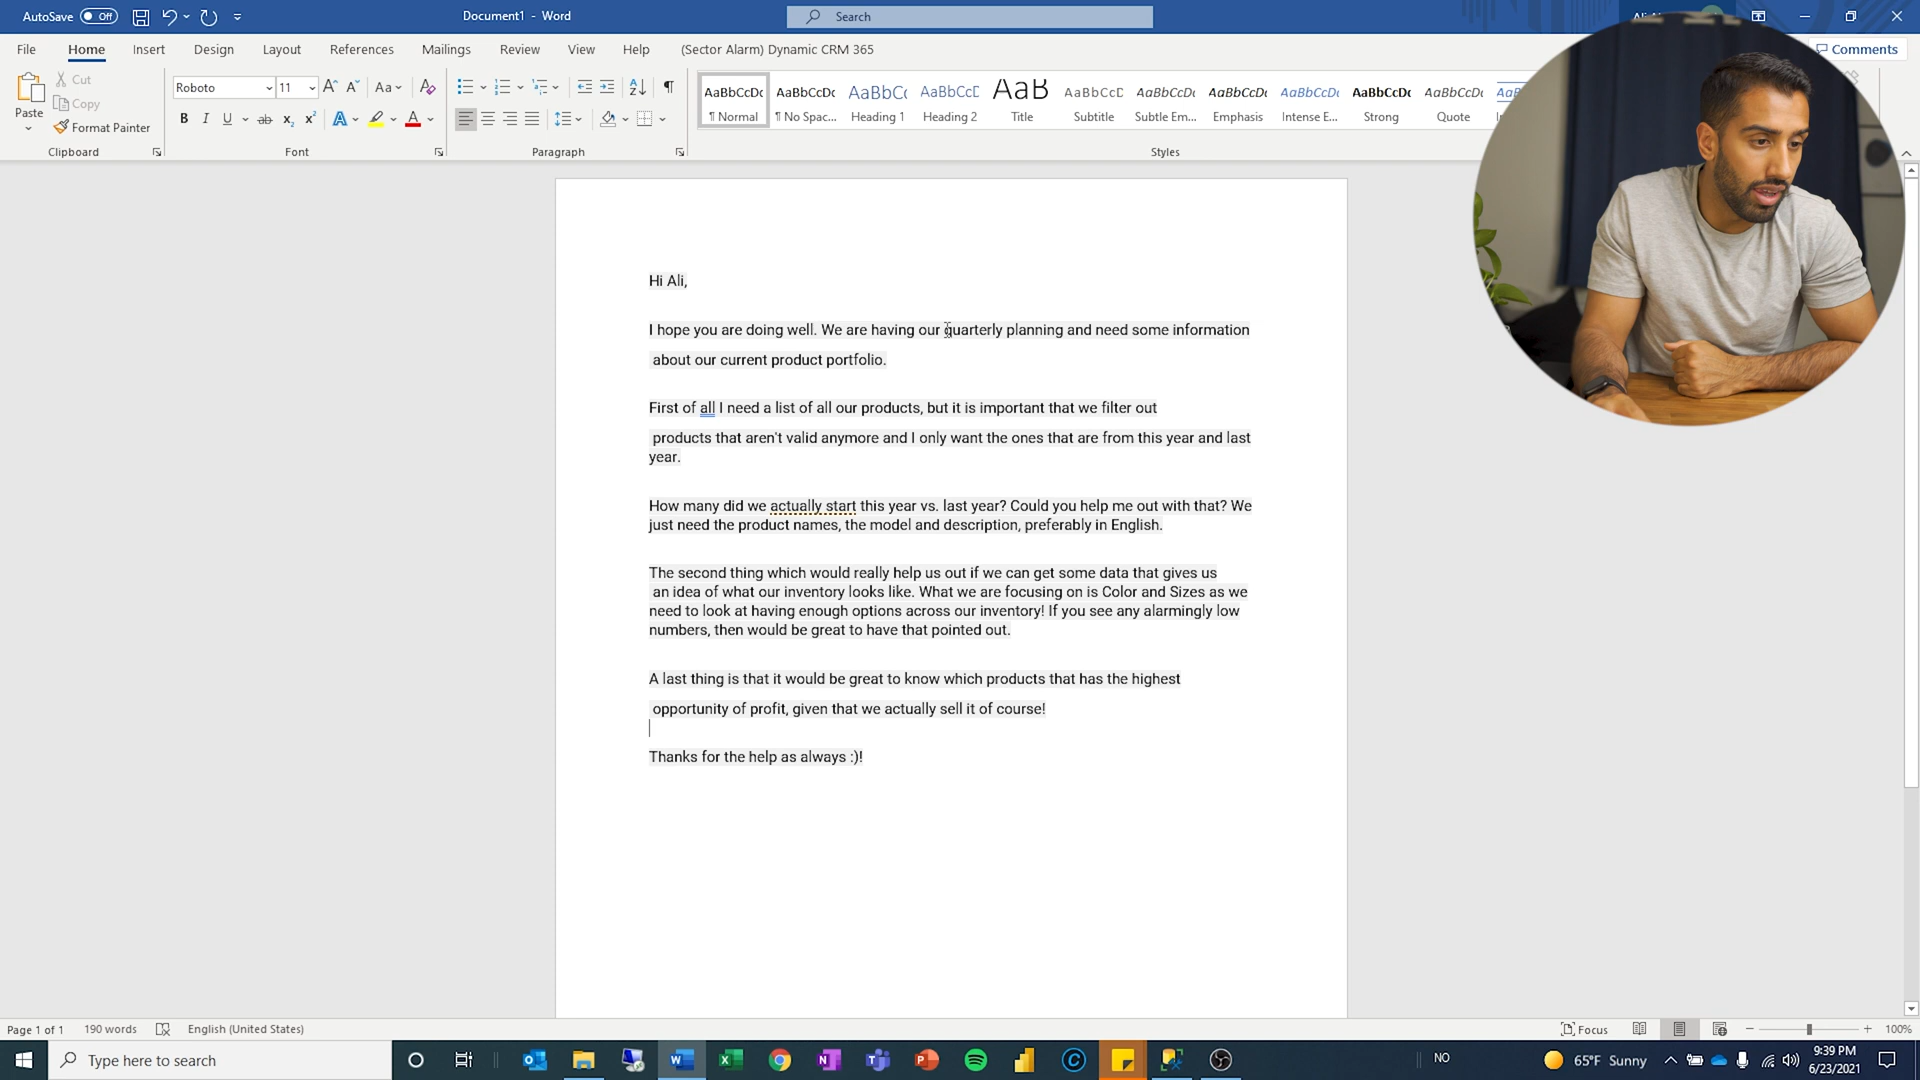 AutoSave Off
Document1 - Word
Search
File Home Insert Design Layout References Mailings Review View Help (Sector Alarm) Dynamic CRM 365
Comments
Paste
Cut
Copy
Format Painter
Clipboard
Roboto 11
Font
Paragraph
AaBbCcDc AaBbCcDc AaBbC( AaBbCcD AaB AaBbCcD AaBbCcDc AaBbCcDc AaBbCcDc AaBbCcDc AaBbCcDc
¶ Normal ¶ No Spac... Heading 1 Heading 2 Title Subtitle Subtle Em... Emphasis Intense E... Strong Quote
Styles
Hi Ali,
I hope you are doing well. We are having our quarterly planning and need some information
about our current product portfolio.
First of all I need a list of all our products, but it is important that we filter out
products that aren't valid anymore and I only want the ones that are from this year and last
year.
How many did we actually start this year vs. last year? Could you help me out with that? We
just need the product names, the model and description, preferably in English.
The second thing which would really help us out if we can get some data that gives us
an idea of what our inventory looks like. What we are focusing on is Color and Sizes as we
need to look at having enough options across our inventory! If you see any alarmingly low
numbers, then would be great to have that pointed out.
A last thing is that it would be great to know which products that has the highest
opportunity of profit, given that we actually sell it of course!
Thanks for the help as always :)!
Page 1 of 1 190 words English (United States) Focus 100%
Type here to search
NO
65°F Sunny
9:39 PM
6/23/2021